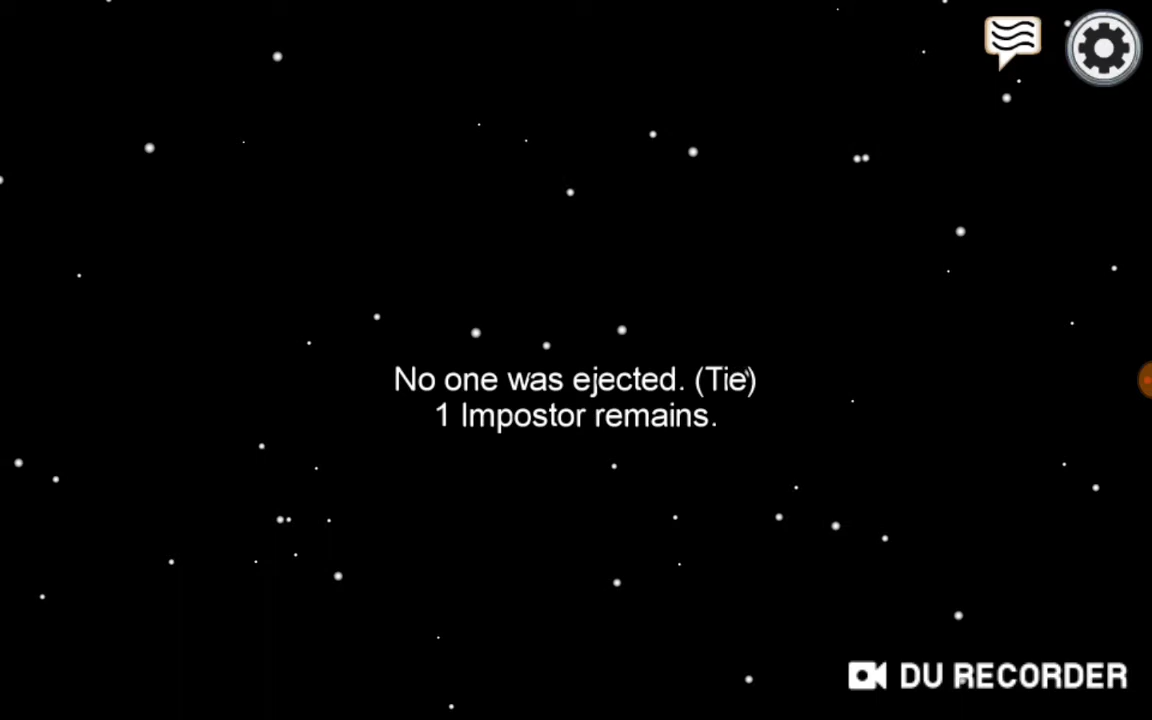 No one was ejected. (Tie)
1 Impostor remains.
DU RECORDER